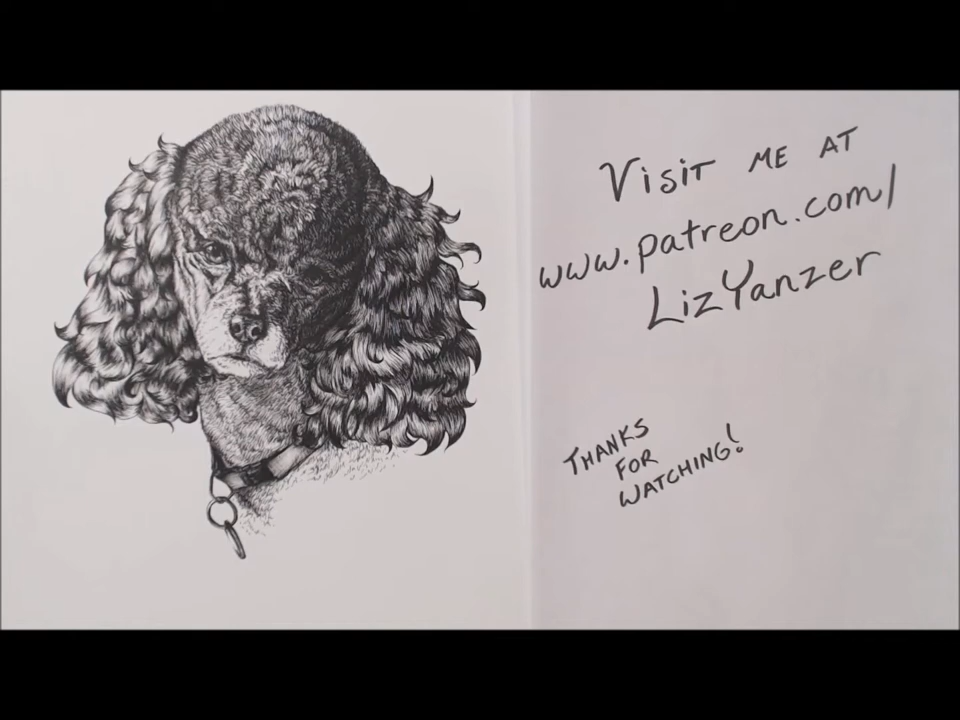 Visit ME AT
www.patreon.com/
LizYanzer
THANKS
FOR
WATCHING!